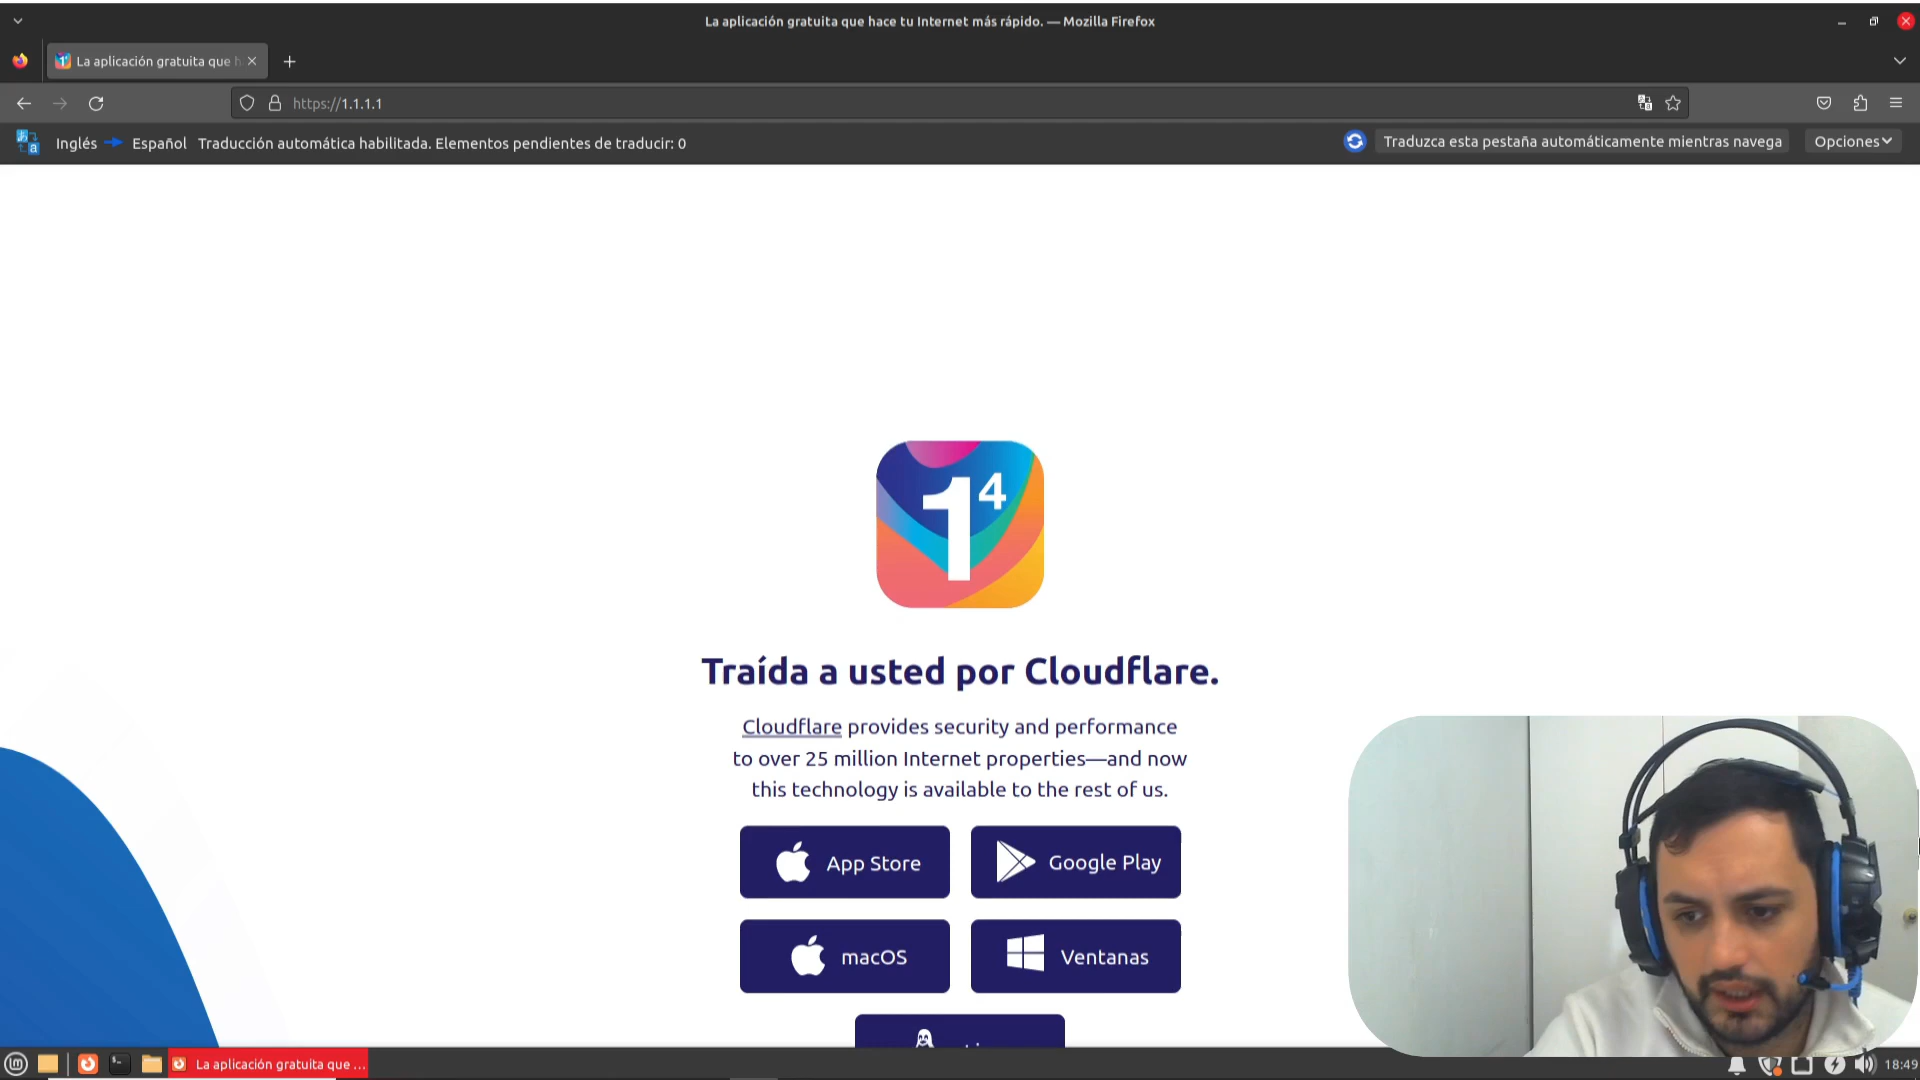 La aplicación gratuita que hace tu Internet más rápido. — Mozilla Firefox
La aplicación gratuita que h
https://1.1.1.1
Inglés Español Traducción automática habilitada. Elementos pendientes de traducir: 0
Traduzca esta pestaña automáticamente mientras navega
Opciones
1⁴
Traída a usted por Cloudflare.
Cloudflare provides security and performance
to over 25 million Internet properties—and now
this technology is available to the rest of us.
App Store
Google Play
macOS
Ventanas
La aplicación gratuita que ...
18:49